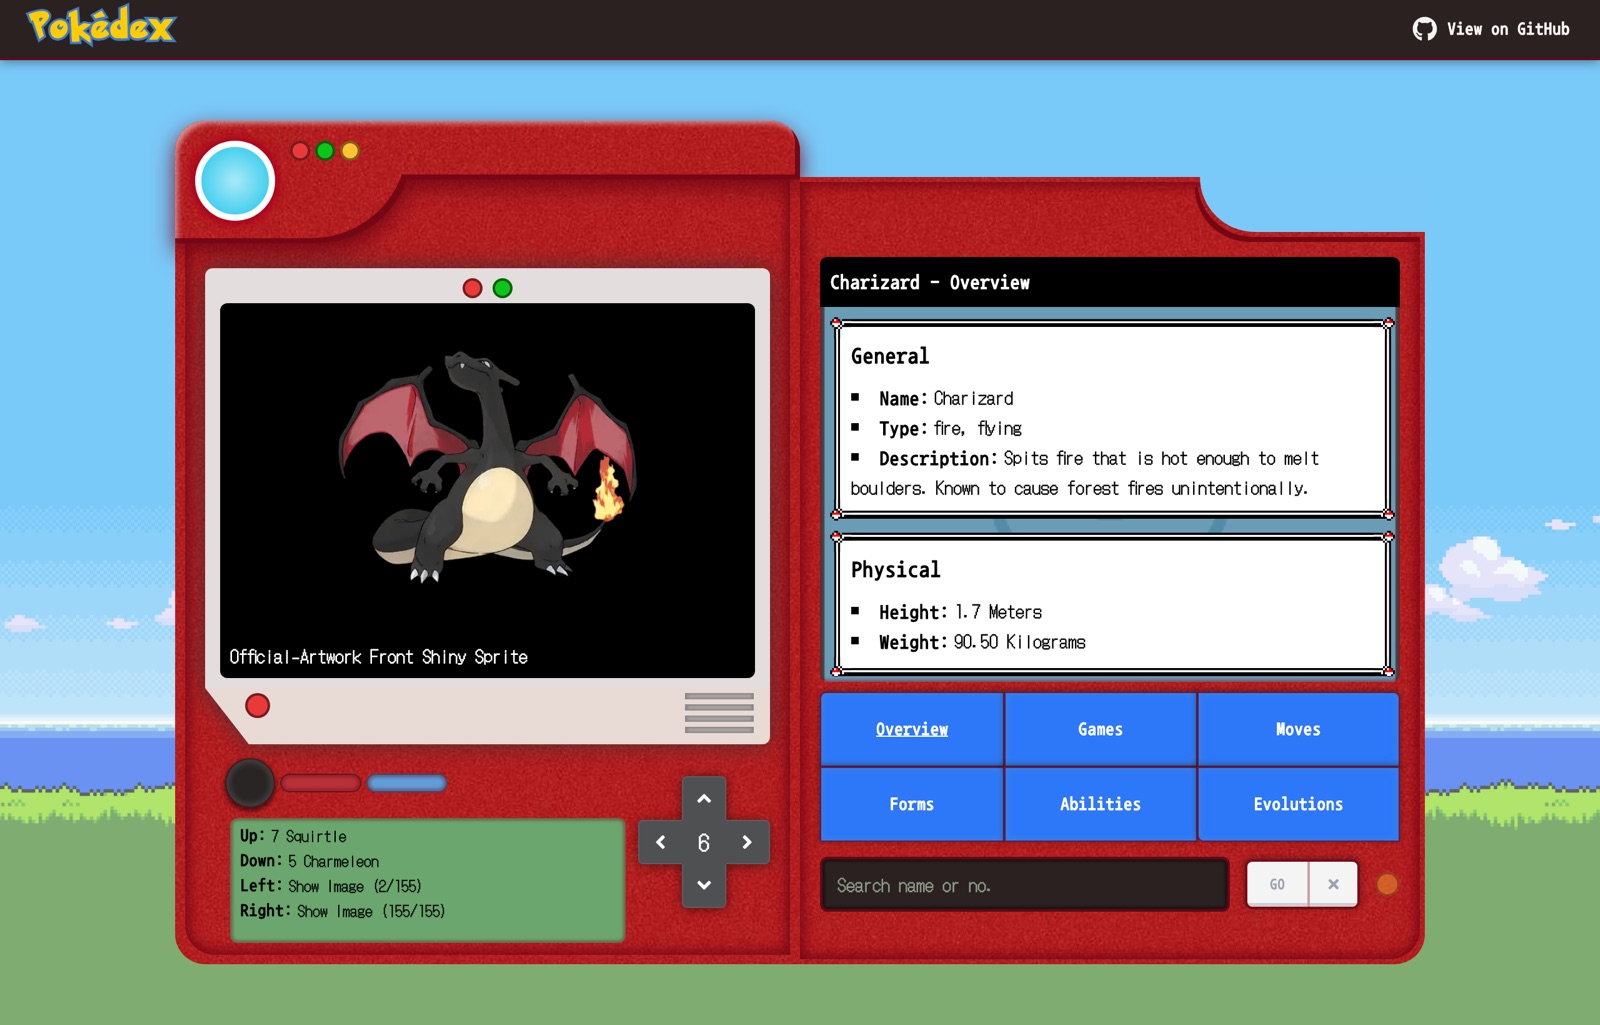 Pokédex
View on GitHub
Charizard - Overview
General
Name: Charizard
Type: fire, flying
Description: Spits fire that is hot enough to melt
boulders. Known to cause forest fires unintentionally.
Official-Artwork Front Shiny Sprite
Physical
Height: 1.7 Meters
Weight: 90.50 Kilograms
Overview
Games
Moves
Forms
Abilities
Evolutions
Up: 7 Squirtle
Down: 5 Charmeleon
Left: Show Image (2/155)
Right: Show Image (155/155)
6
Search name or no.
GO